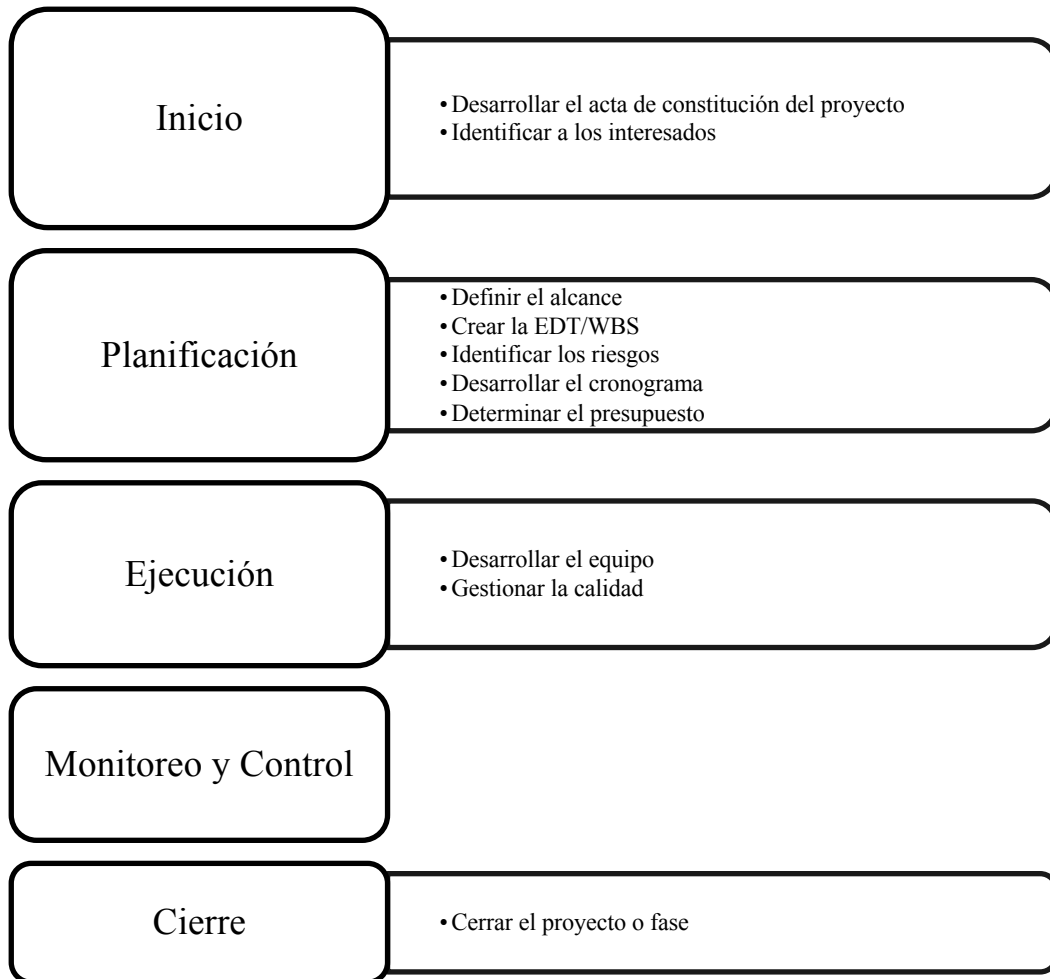 Inicio
• Desarrollar el acta de constitución del proyecto
• Identificar a los interesados
Planificación
• Definir el alcance
• Crear la EDT/WBS
• Identificar los riesgos
• Desarrollar el cronograma
• Determinar el presupuesto
Ejecución
• Desarrollar el equipo
• Gestionar la calidad
Monitoreo y Control
Cierre
• Cerrar el proyecto o fase